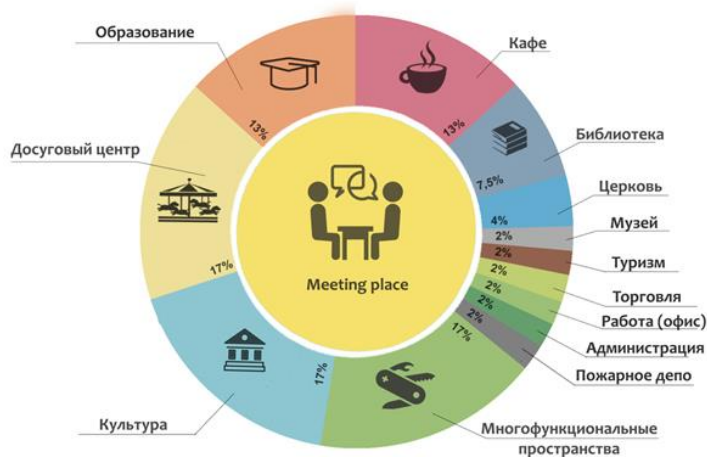 Образование
Кафе
13%
13%
Досуговый центр
Библиотека
7,5%
Церковь
4%
Музей
2%
Туризм
2%
Торговля
2%
Работа (офис)
2%
Администрация
2%
Пожарное депо
2%
17%
Meeting place
17%
17%
Культура
Многофункциональные
пространства